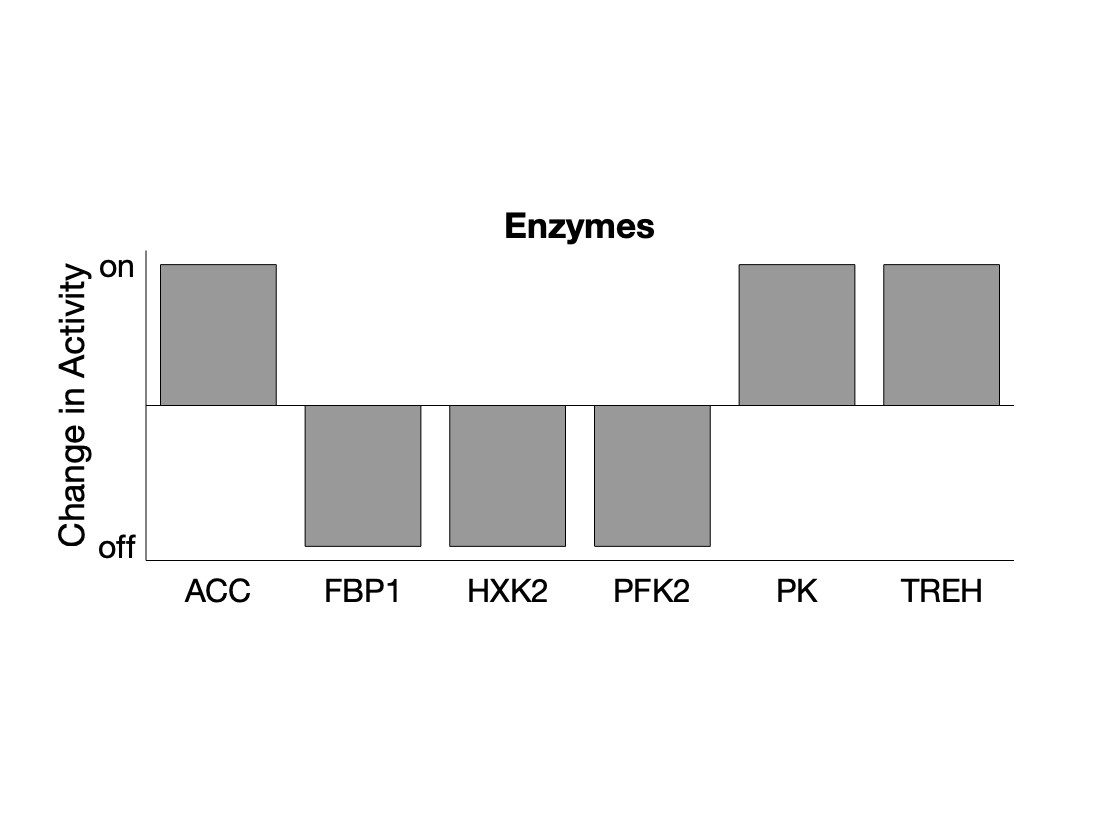 Enzymes
Change in Activity
on
off
ACC FBP1 HXK2 PFK2 PK TREH